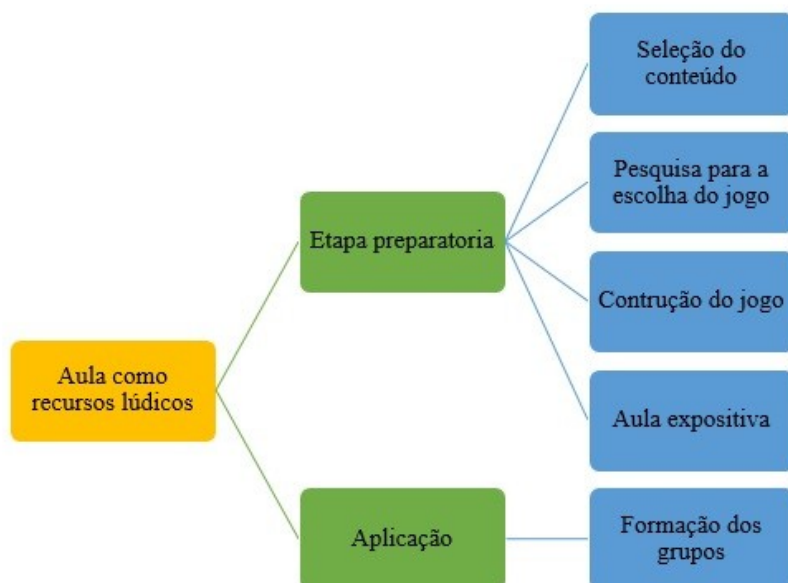 Seleção do
conteúdo
Pesquisa para a
escolha do jogo
Etapa preparatoria
Contrução do jogo
Aula como
recursos lúdicos
Aula expositiva
Aplicação
Formação dos
grupos